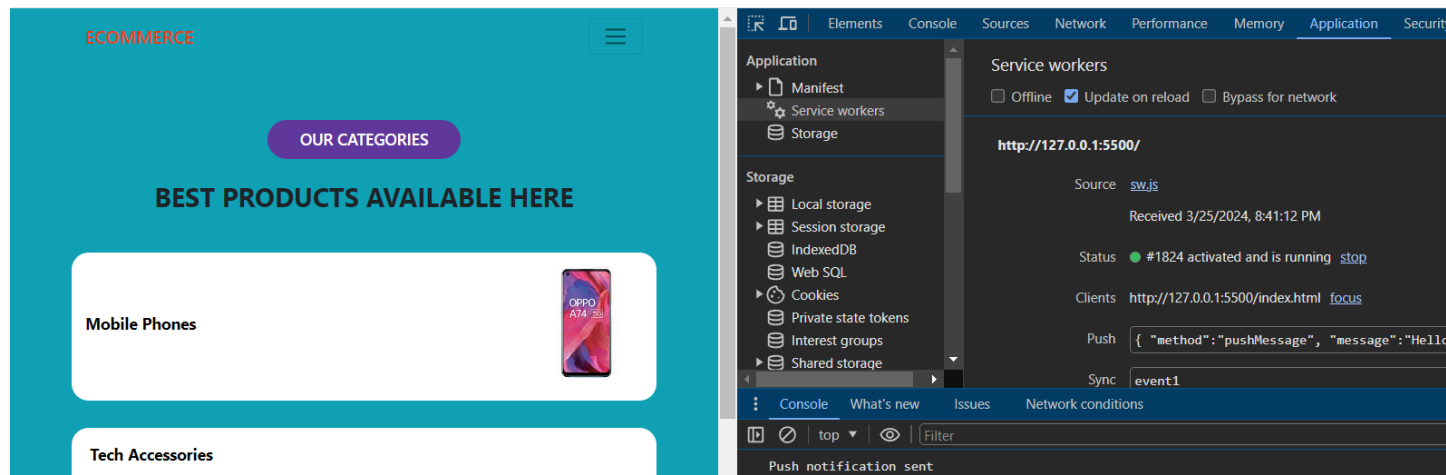 ECOMMERCE
OUR CATEGORIES
BEST PRODUCTS AVAILABLE HERE
Mobile Phones
OPPO
A74 5G
Tech Accessories
Elements Console Sources Network Performance Memory Application Security
Application
Manifest
Service workers
Storage
Storage
Local storage
Session storage
IndexedDB
Web SQL
Cookies
Private state tokens
Interest groups
Shared storage
Service workers
Offline Update on reload Bypass for network
http://127.0.0.1:5500/
Source sw.js
Received 3/25/2024, 8:41:12 PM
Status #1824 activated and is running stop
Clients http://127.0.0.1:5500/index.html focus
Push { "method":"pushMessage", "message":"Hello
Sync event1
Console What's new Issues Network conditions
top Filter
Push notification sent